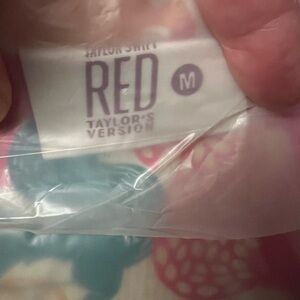 TAYLOR SWIFT
RED M
TAYLOR'S
VERSION